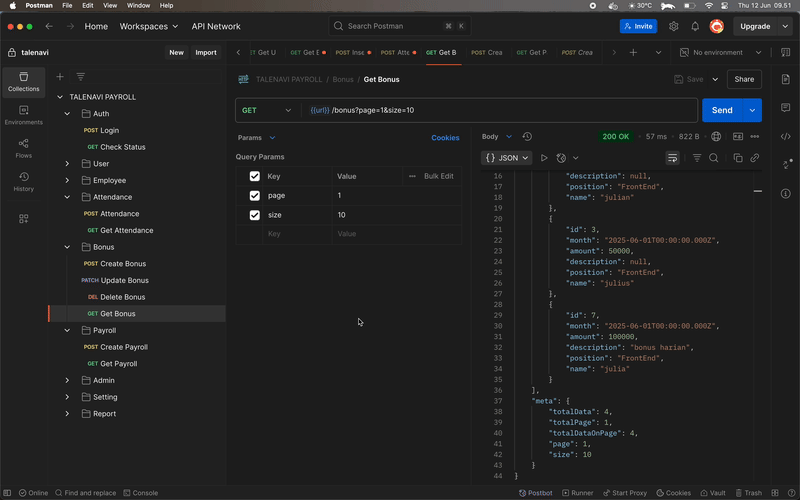 Postman File Edit View Window Help 30°C Thu 12 Jun 09.51
Home Workspaces API Network Search Postman ⌘ K Invite Upgrade
talenavi New Import GET Get U GET Get E POST Inse POST Atte GET Get B POST Crea GET Get P POST Crea No environment
Collections
Environments
Flows
History
TALENAVI PAYROLL
Auth
POST Login
GET Check Status
User
Employee
Attendance
POST Attendance
GET Get Attendance
Bonus
POST Create Bonus
PATCH Update Bonus
DEL Delete Bonus
GET Get Bonus
Payroll
POST Create Payroll
GET Get Payroll
Admin
Setting
Report
TALENAVI PAYROLL / Bonus / Get Bonus Save Share
GET {{url}} /bonus?page=1&size=10 Send
Params Cookies
Query Params
Key Value Bulk Edit
page 1
size 10
Key Value
Body 200 OK 57 ms 822 B
{} JSON
16 "description": null,
17 "position": "FrontEnd",
18 "name": "julian"
19 },
20 {
21 "id": 3,
22 "month": "2025-06-01T00:00:00.000Z",
23 "amount": 50000,
24 "description": null,
25 "position": "FrontEnd",
26 "name": "julius"
27 },
28 {
29 "id": 7,
30 "month": "2025-06-01T00:00:00.000Z",
31 "amount": 100000,
32 "description": "bonus harian",
33 "position": "FrontEnd",
34 "name": "julia"
35 }
36 ],
37 "meta": {
38 "totalData": 4,
39 "totalPage": 1,
40 "totalDataOnPage": 4,
41 "page": 1,
42 "size": 10
43 }
44 }
Online Find and replace Console Postbot Runner Start Proxy Cookies Vault Trash